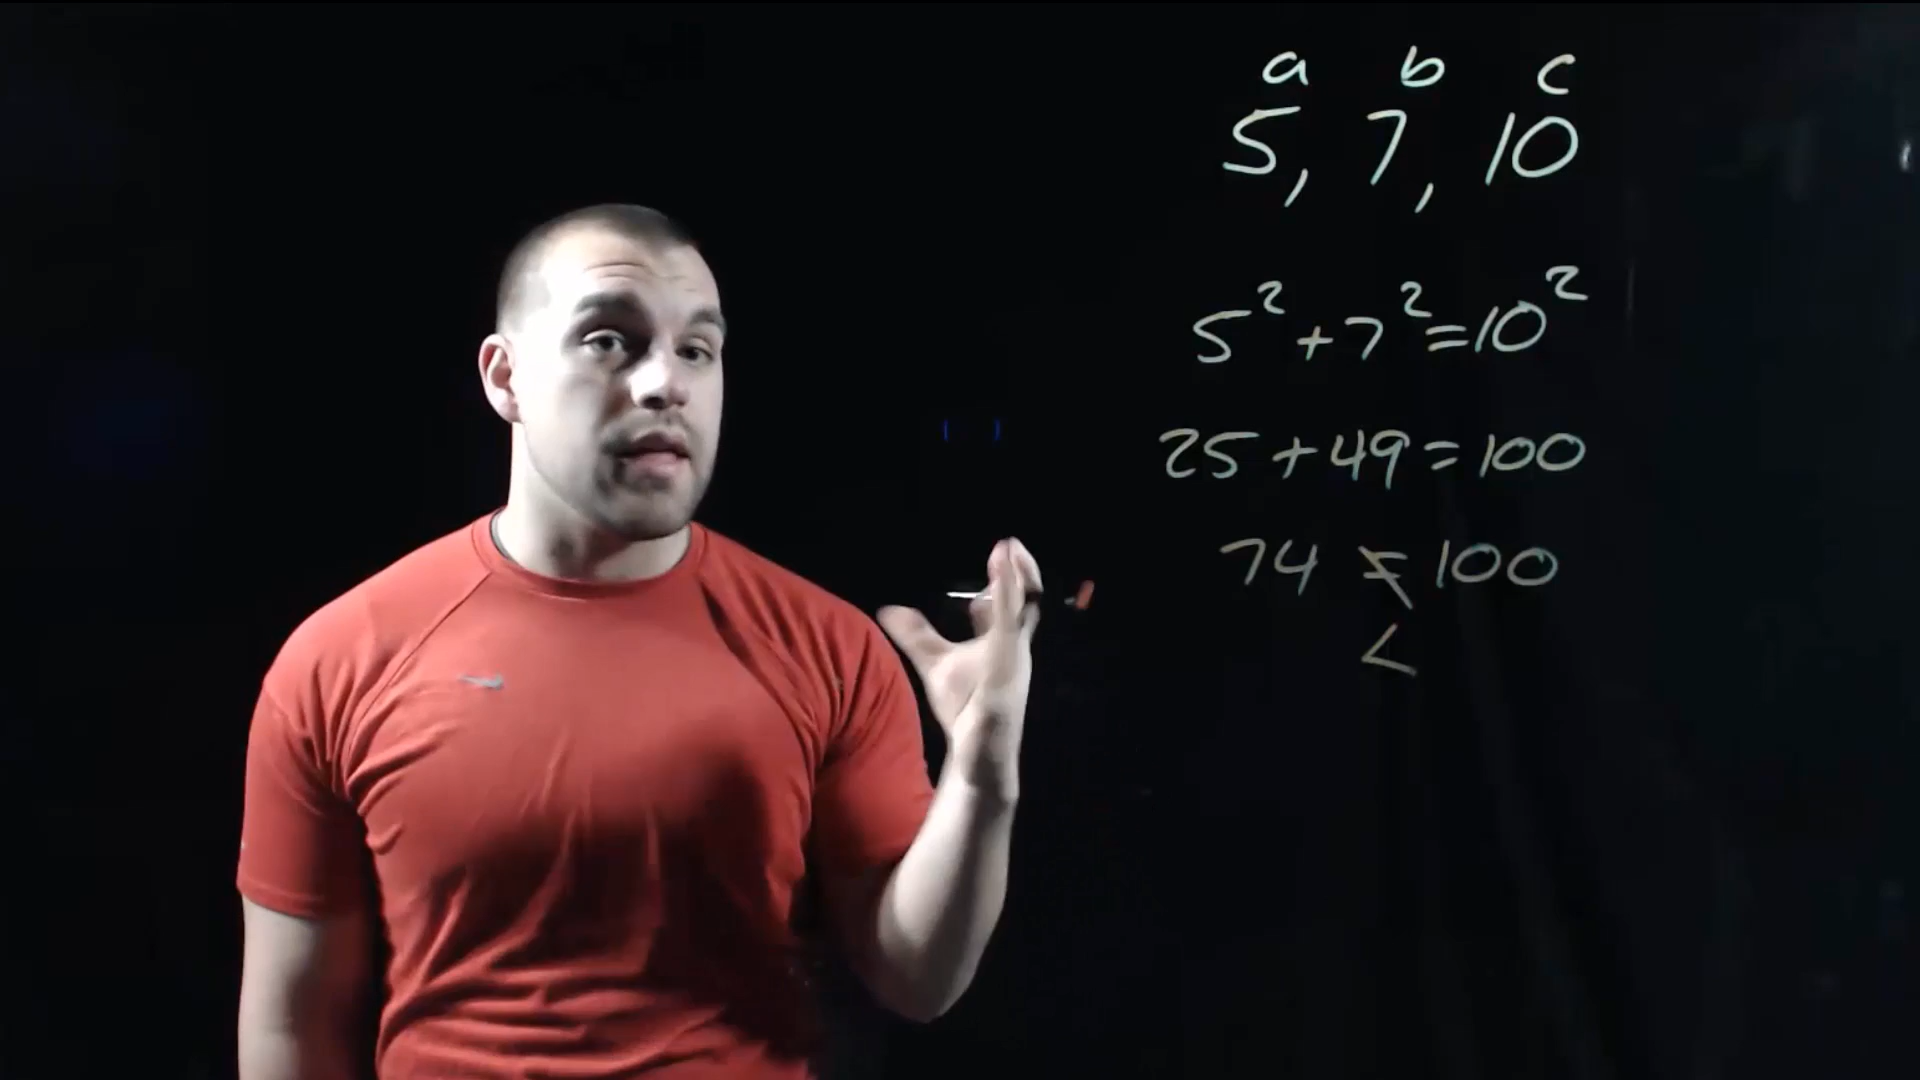 a b c
5, 7, 10
5² + 7² = 10²
25 + 49 = 100
74 ≠ 100
<